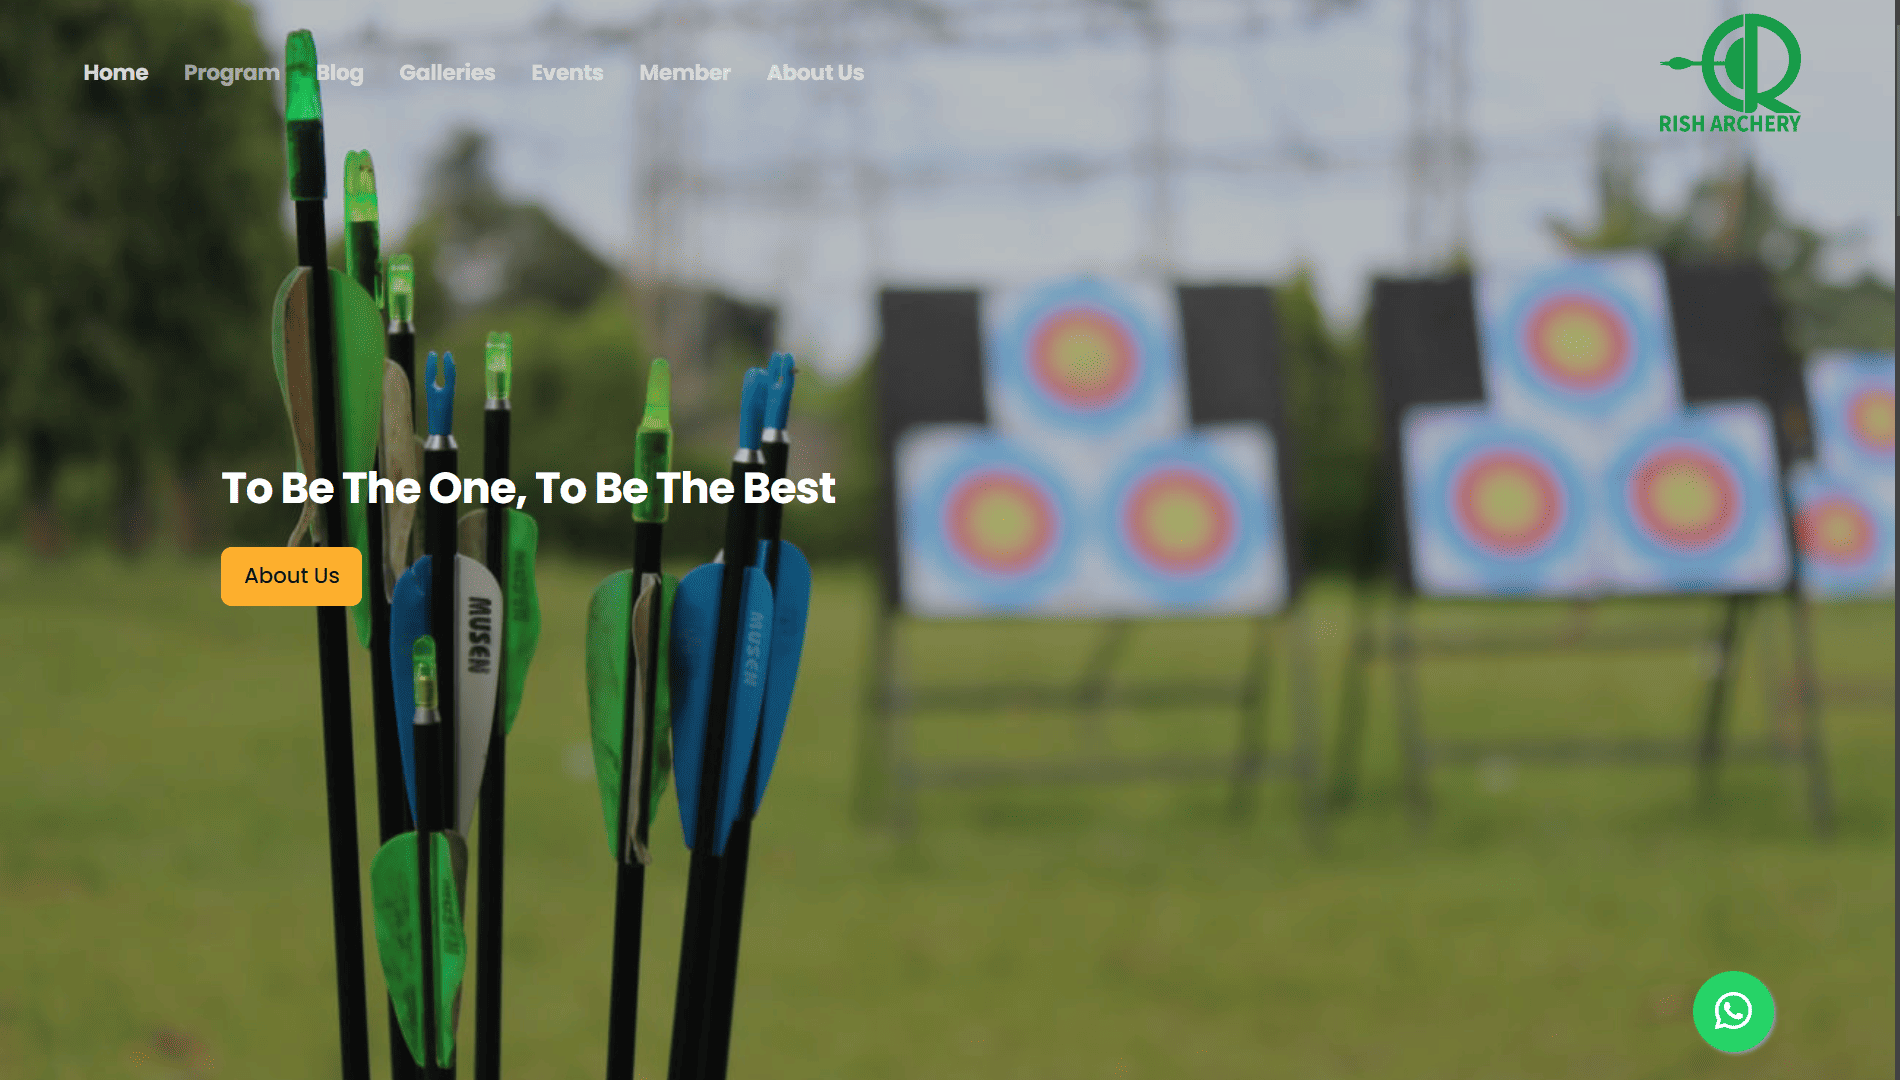 Home Program Blog Galleries Events Member About Us
RISH ARCHERY
To Be The One, To Be The Best
About Us
MUSEN
MUSEN